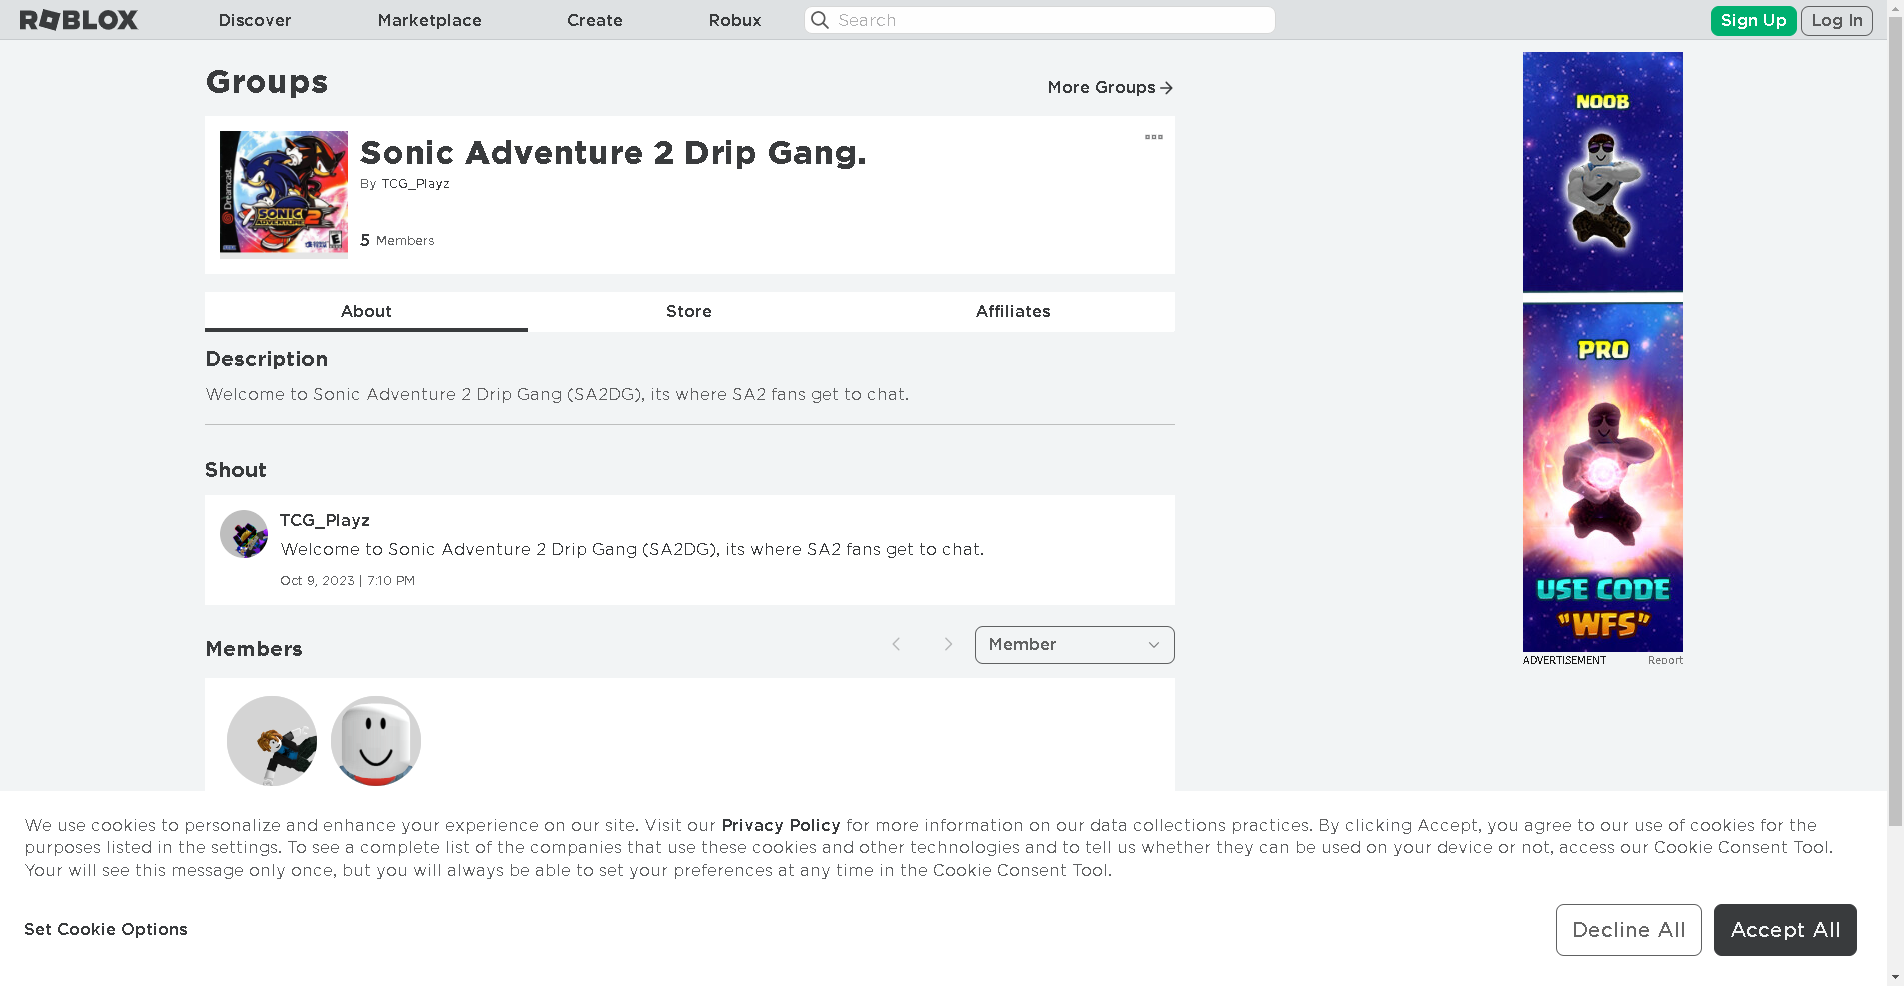 ROBLOX Discover Marketplace Create Robux Search Sign Up Log In
Groups
More Groups
Sonic Adventure 2 Drip Gang.
By TCG_Playz
5 Members
Dreamcast
SONIC
ADVENTURE 2
SEGA
E
About Store Affiliates
Description
Welcome to Sonic Adventure 2 Drip Gang (SA2DG), its where SA2 fans get to chat.
Shout
TCG_Playz
Welcome to Sonic Adventure 2 Drip Gang (SA2DG), its where SA2 fans get to chat.
Oct 9, 2023 | 7:10 PM
Members
Member
NOOB
PRO
USE CODE
"WFS"
ADVERTISEMENT Report
We use cookies to personalize and enhance your experience on our site. Visit our Privacy Policy for more information on our data collections practices. By clicking Accept, you agree to our use of cookies for the
purposes listed in the settings. To see a complete list of the companies that use these cookies and other technologies and to tell us whether they can be used on your device or not, access our Cookie Consent Tool.
Your will see this message only once, but you will always be able to set your preferences at any time in the Cookie Consent Tool.
Set Cookie Options
Decline All
Accept All